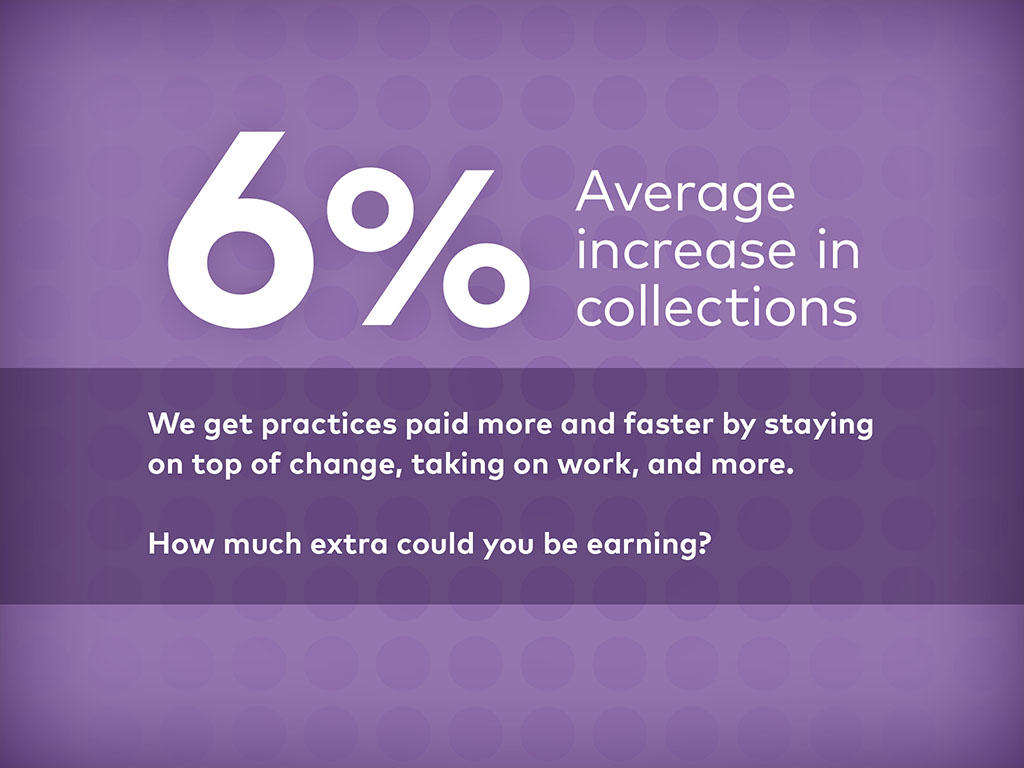 6% Average
increase in
collections
We get practices paid more and faster by staying
on top of change, taking on work, and more.
How much extra could you be earning?